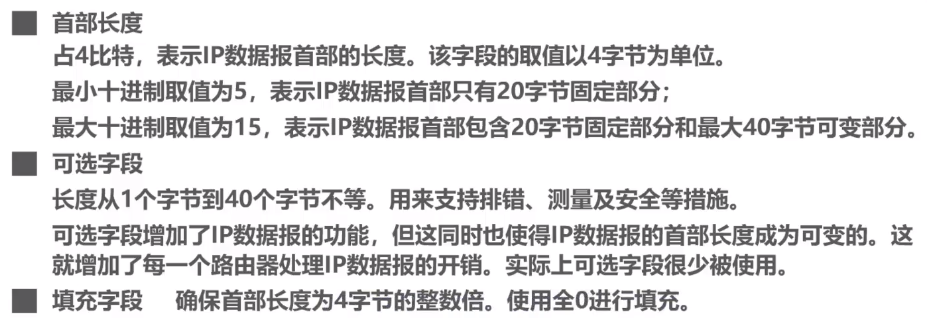 首部长度
占4比特，表示IP数据报首部的长度。该字段的取值以4字节为单位。
最小十进制取值为5，表示IP数据报首部只有20字节固定部分；
最大十进制取值为15，表示IP数据报首部包含20字节固定部分和最大40字节可变部分。
可选字段
长度从1个字节到40个字节不等。用来支持排错、测量及安全等措施。
可选字段增加了IP数据报的功能，但这同时也使得IP数据报的首部长度成为可变的。这
就增加了每一个路由器处理IP数据报的开销。实际上可选字段很少被使用。
填充字段 确保首部长度为4字节的整数倍。使用全0进行填充。